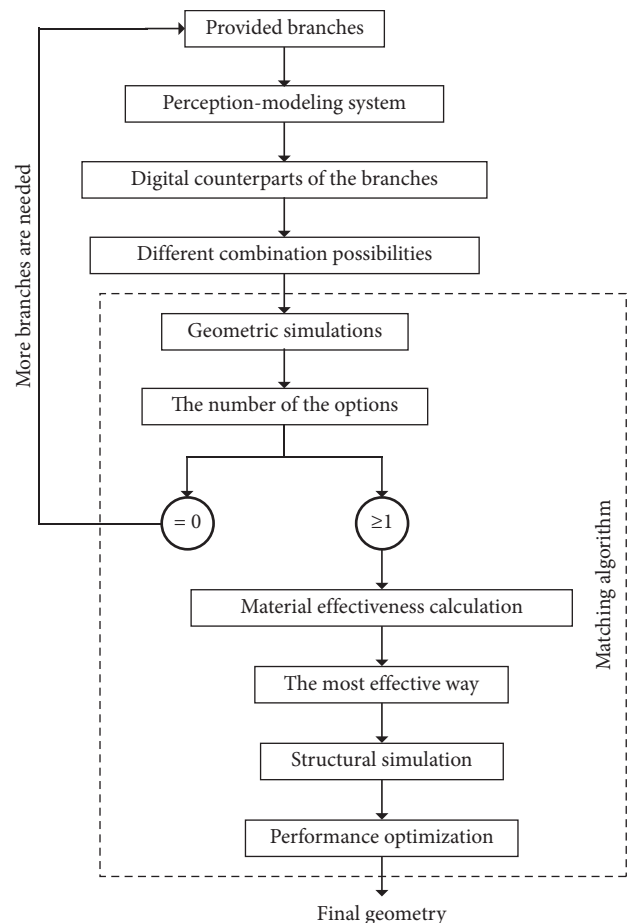 Provided branches
Perception-modeling system
Digital counterparts of the branches
Different combination possibilities
More branches are needed
Geometric simulations
The number of the options
= 0
≥1
Material effectiveness calculation
The most effective way
Structural simulation
Performance optimization
Matching algorithm
Final geometry